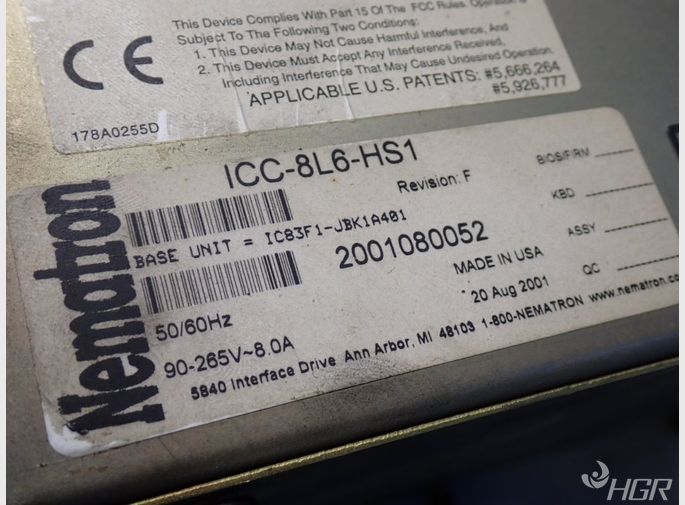 This Device Complies With Part 15 Of The FCC Rules. Operation Is
Subject To The Following Two Conditions:
1. This Device May Not Cause Harmful Interference, And
2. This Device Must Accept Any Interference Received,
Including Interference That May Cause Undesired Operation.
APPLICABLE U.S. PATENTS: #5,666,264
#5,926,777
CE
178A0255D
Nematron
ICC-8L6-HS1
Revision: F
BASE UNIT = IC83F1-JBK1A401
2001080052
50/60Hz
90-265V~8.0A
MADE IN USA
20 Aug 2001
5840 Interface Drive Ann Arbor, MI 48103 1-800-NEMATRON www.nematron.co
BIOS/FIRM
KBD
ASSY
QC
HGR